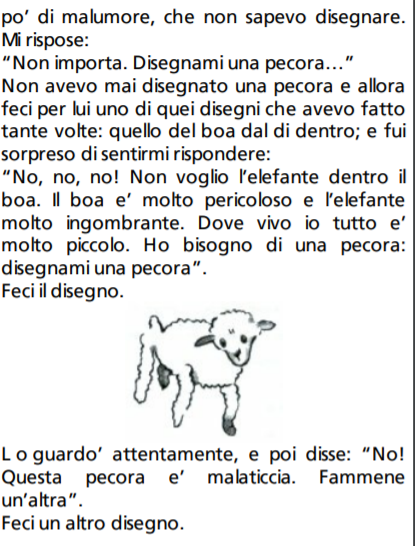 po’ di malumore, che non sapevo disegnare.
Mi rispose:
“Non importa. Disegnami una pecora…”
Non avevo mai disegnato una pecora e allora
feci per lui uno di quei disegni che avevo fatto
tante volte: quello del boa dal di dentro; e fui
sorpreso di sentirmi rispondere:
“No, no, no! Non voglio l’elefante dentro il
boa. Il boa e’ molto pericoloso e l’elefante
molto ingombrante. Dove vivo io tutto e’
molto piccolo. Ho bisogno di una pecora:
disegnami una pecora”.
Feci il disegno.
L o guardo’ attentamente, e poi disse: “No!
Questa pecora e’ malaticcia. Fammene
un’altra”.
Feci un altro disegno.